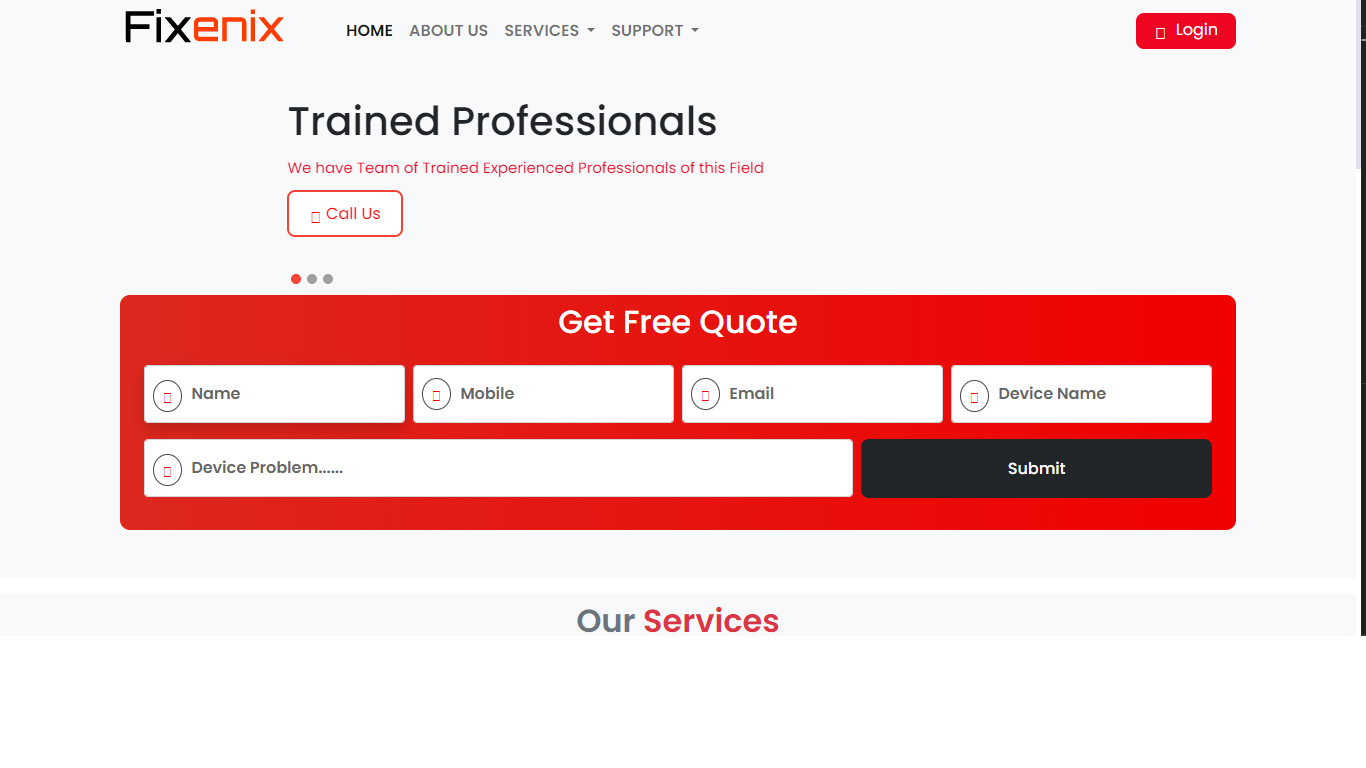 Fixenix
HOME ABOUT US SERVICES SUPPORT
Login
Trained Professionals
We have Team of Trained Experienced Professionals of this Field
Call Us
Get Free Quote
Name Mobile Email Device Name
Device Problem...... Submit
Our Services